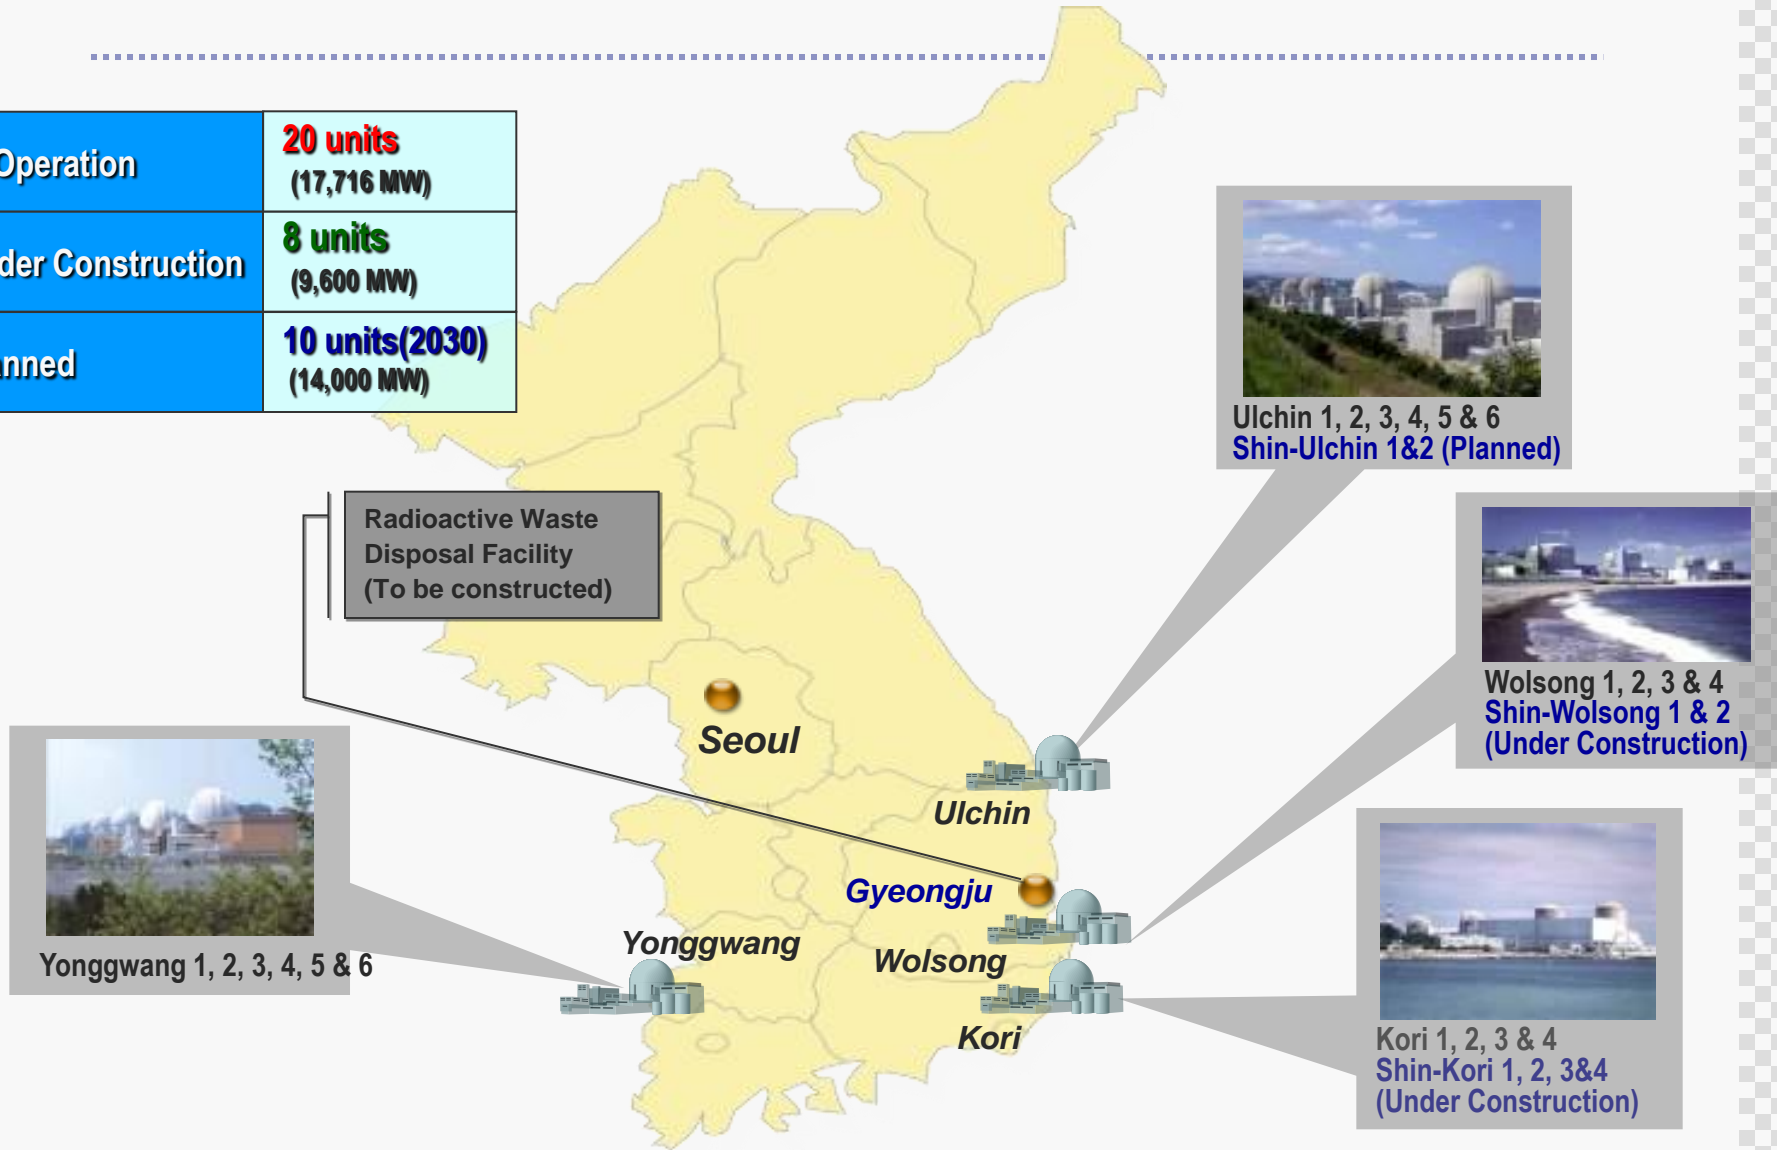 Operation
20 units
(17,716 MW)
der Construction
8 units
(9,600 MW)
nned
10 units(2030)
(14,000 MW)
Ulchin 1, 2, 3, 4, 5 & 6
Shin-Ulchin 1&2 (Planned)
Radioactive Waste
Disposal Facility
(To be constructed)
Wolsong 1, 2, 3 & 4
Shin-Wolsong 1 & 2
(Under Construction)
Seoul
Ulchin
Gyeongju
Yonggwang
Wolsong
Kori
Yonggwang 1, 2, 3, 4, 5 & 6
Kori 1, 2, 3 & 4
Shin-Kori 1, 2, 3&4
(Under Construction)